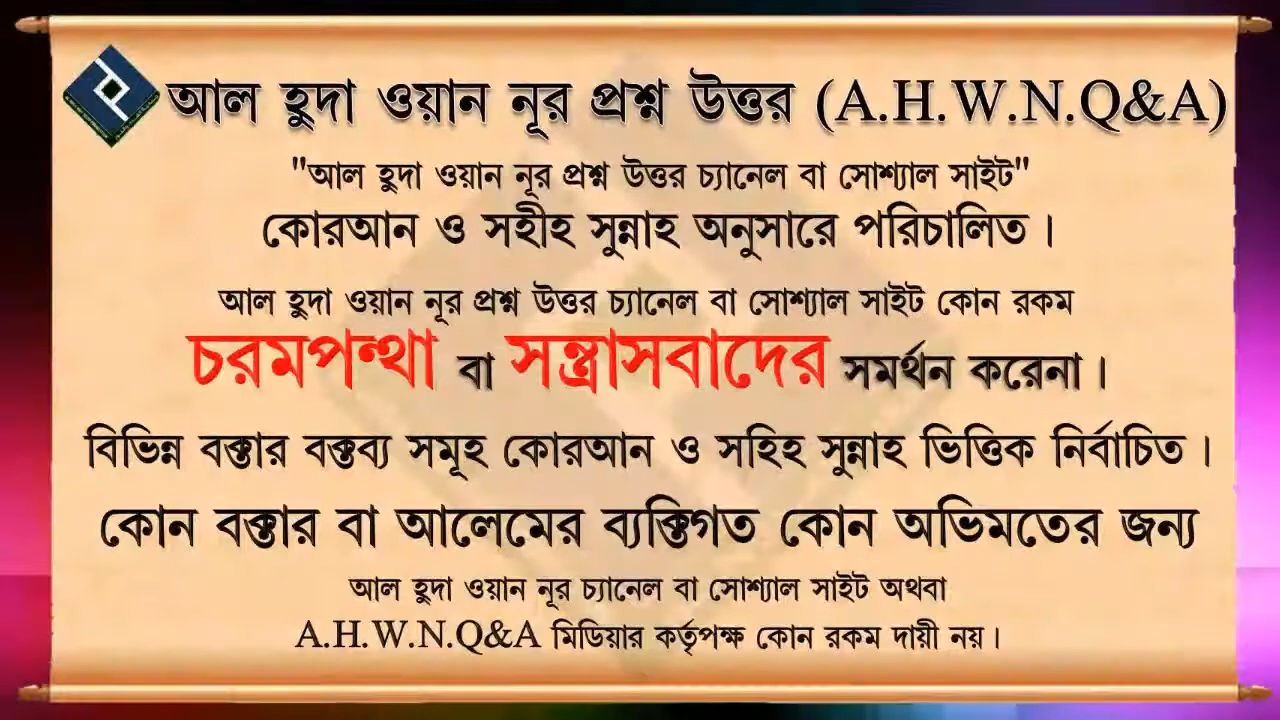 আল হুদা ওয়ান নূর প্রশ্ন উত্তর (A.H.W.N.Q&A)
"আল হুদা ওয়ান নূর প্রশ্ন উত্তর চ্যানেল বা সোশ্যাল সাইট"
কোরআন ও সহীহ সুন্নাহ অনুসারে পরিচালিত।
আল হুদা ওয়ান নূর প্রশ্ন উত্তর চ্যানেল বা সোশ্যাল সাইট কোন রকম
চরমপন্থা বা সন্ত্রাসবাদের সমর্থন করেনা।
বিভিন্ন বক্তার বক্তব্য সমূহ কোরআন ও সহিহ সুন্নাহ ভিত্তিক নির্বাচিত।
কোন বক্তার বা আলেমের ব্যক্তিগত কোন অভিমতের জন্য
আল হুদা ওয়ান নূর চ্যানেল বা সোশ্যাল সাইট অথবা
A.H.W.N.Q&A মিডিয়ার কর্তৃপক্ষ কোন রকম দায়ী নয়।